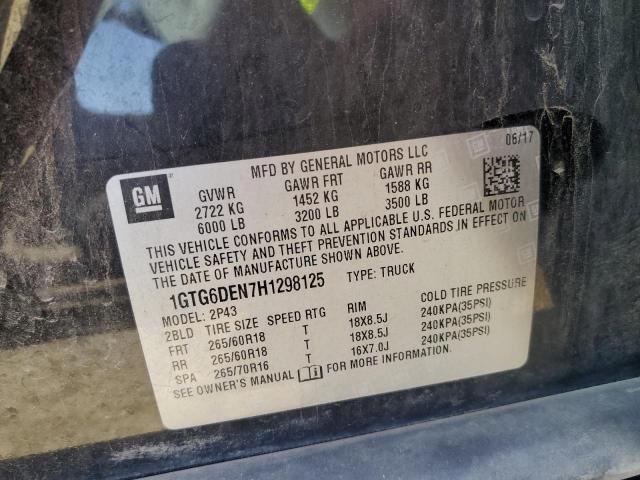 06/17
MFD BY GENERAL MOTORS LLC
GM
GVWR GAWR FRT GAWR RR
2722 KG 1452 KG 1588 KG
6000 LB 3200 LB 3500 LB
THIS VEHICLE CONFORMS TO ALL APPLICABLE U.S. FEDERAL MOTOR
VEHICLE SAFETY AND THEFT PREVENTION STANDARDS IN EFFECT ON
THE DATE OF MANUFACTURE SHOWN ABOVE.
1GTG6DEN7H1298125 TYPE: TRUCK
MODEL: 2P43
2BLD TIRE SIZE SPEED RTG RIM COLD TIRE PRESSURE
FRT 265/60R18 T 18X8.5J 240KPA(35PSI)
RR 265/60R18 T 18X8.5J 240KPA(35PSI)
SPA 265/70R16 T 16X7.0J 240KPA(35PSI)
SEE OWNER'S MANUAL FOR MORE INFORMATION.